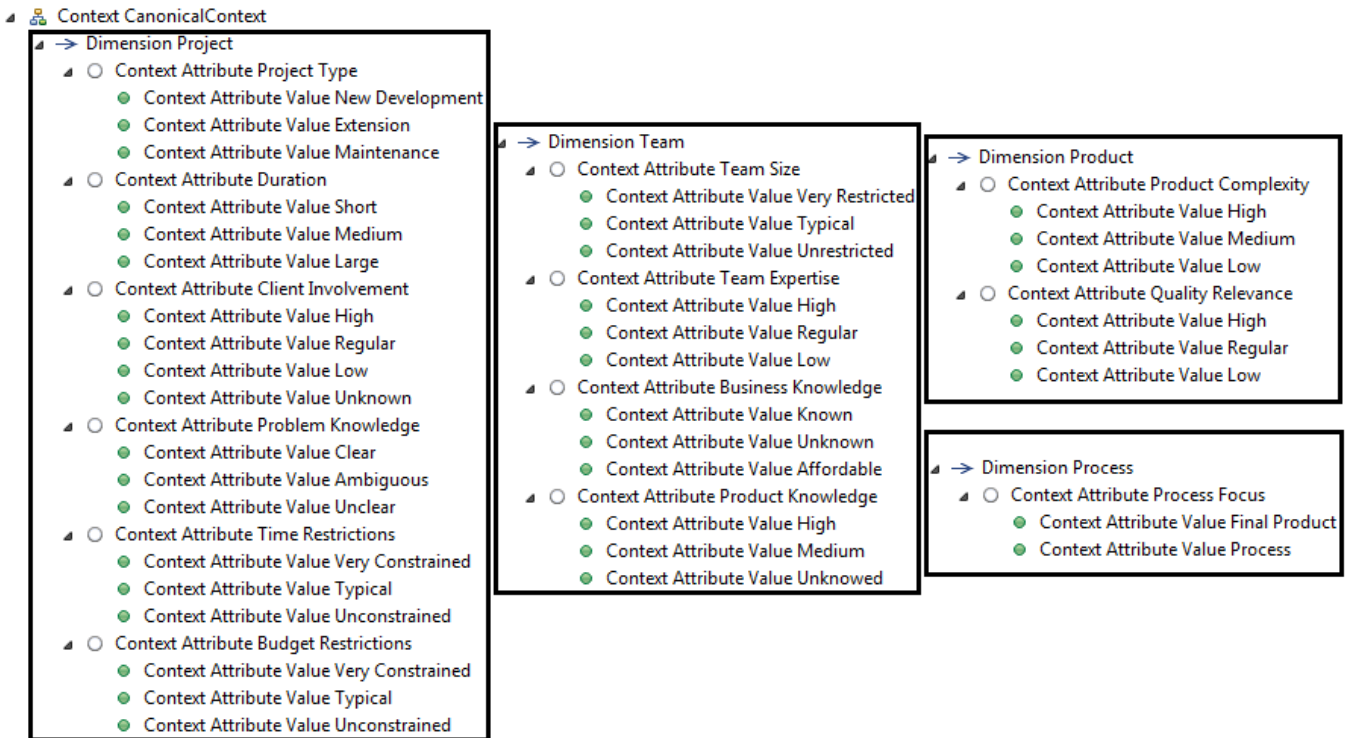 Context CanonicalContext
Dimension Project
Context Attribute Project Type
Context Attribute Value New Development
Context Attribute Value Extension
Context Attribute Value Maintenance
Context Attribute Duration
Context Attribute Value Short
Context Attribute Value Medium
Context Attribute Value Large
Context Attribute Client Involvement
Context Attribute Value High
Context Attribute Value Regular
Context Attribute Value Low
Context Attribute Value Unknown
Context Attribute Problem Knowledge
Context Attribute Value Clear
Context Attribute Value Ambiguous
Context Attribute Value Unclear
Context Attribute Time Restrictions
Context Attribute Value Very Constrained
Context Attribute Value Typical
Context Attribute Value Unconstrained
Context Attribute Budget Restrictions
Context Attribute Value Very Constrained
Context Attribute Value Typical
Context Attribute Value Unconstrained
Dimension Team
Context Attribute Team Size
Context Attribute Value Very Restricted
Context Attribute Value Typical
Context Attribute Value Unrestricted
Context Attribute Team Expertise
Context Attribute Value High
Context Attribute Value Regular
Context Attribute Value Low
Context Attribute Business Knowledge
Context Attribute Value Known
Context Attribute Value Unknown
Context Attribute Value Affordable
Context Attribute Product Knowledge
Context Attribute Value High
Context Attribute Value Medium
Context Attribute Value Unknowed
Dimension Product
Context Attribute Product Complexity
Context Attribute Value High
Context Attribute Value Medium
Context Attribute Value Low
Context Attribute Quality Relevance
Context Attribute Value High
Context Attribute Value Regular
Context Attribute Value Low
Dimension Process
Context Attribute Process Focus
Context Attribute Value Final Product
Context Attribute Value Process